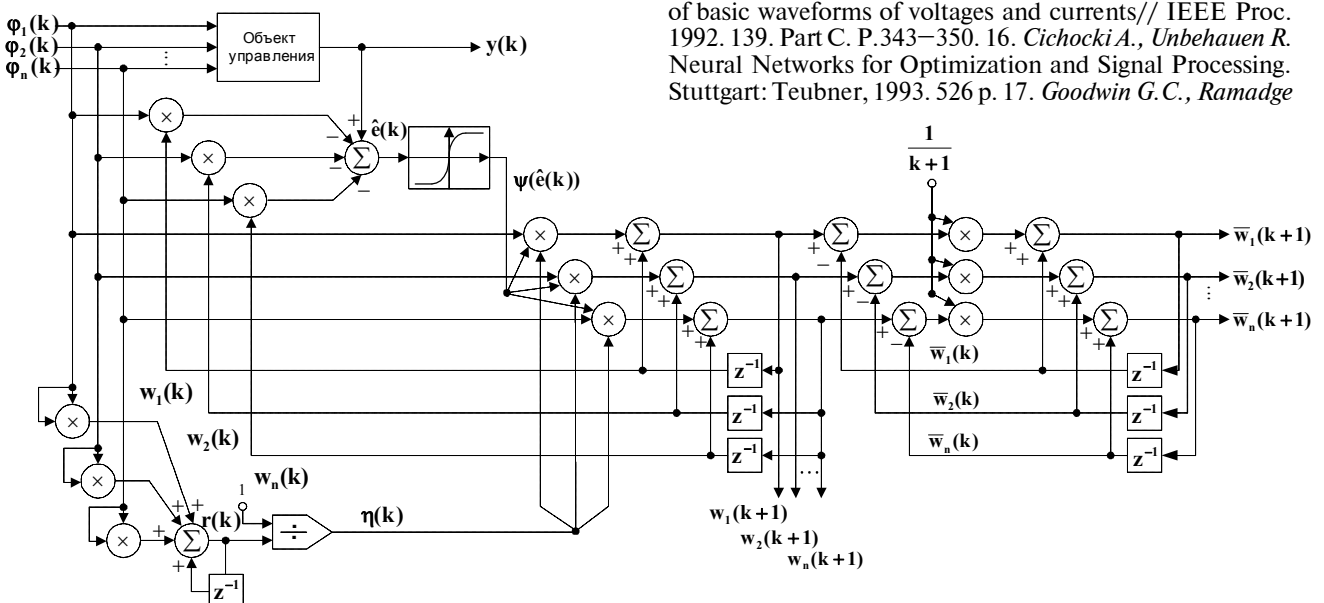 of basic waveforms of voltages and currents// IEEE Proc.
1992. 139. Part C. P.343–350. 16. Cichocki A., Unbehauen R.
Neural Networks for Optimization and Signal Processing.
Stuttgart: Teubner, 1993. 526 p. 17. Goodwin G.C., Ramadge
φ₁(k)
φ₂(k)
φₙ(k)
...
Объект
управления
y(k)
×
×
×
+
−
−
−
Σ
ê(k)
ψ(ê(k))
1
k+1
×
×
×
Σ
Σ
Σ
+
+
+
+
+
+
Σ
Σ
Σ
+
−
+
−
+
−
×
×
×
Σ
Σ
Σ
+
+
+
+
+
+
w̅₁(k+1)
w̅₂(k+1)
...
w̅ₙ(k+1)
w̅₁(k)
w̅₂(k)
w̅ₙ(k)
z⁻¹
z⁻¹
z⁻¹
z⁻¹
z⁻¹
z⁻¹
w₁(k)
w₂(k)
wₙ(k)
...
w₁(k+1)
w₂(k+1)
wₙ(k+1)
×
×
×
+
+
+
+
Σ
r(k)
z⁻¹
1
÷
η(k)